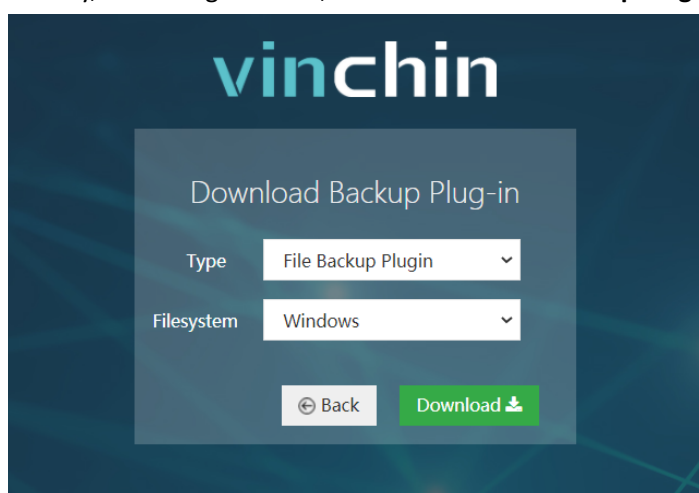 vinchin
Download Backup Plug-in
Type File Backup Plugin
Filesystem Windows
Back Download